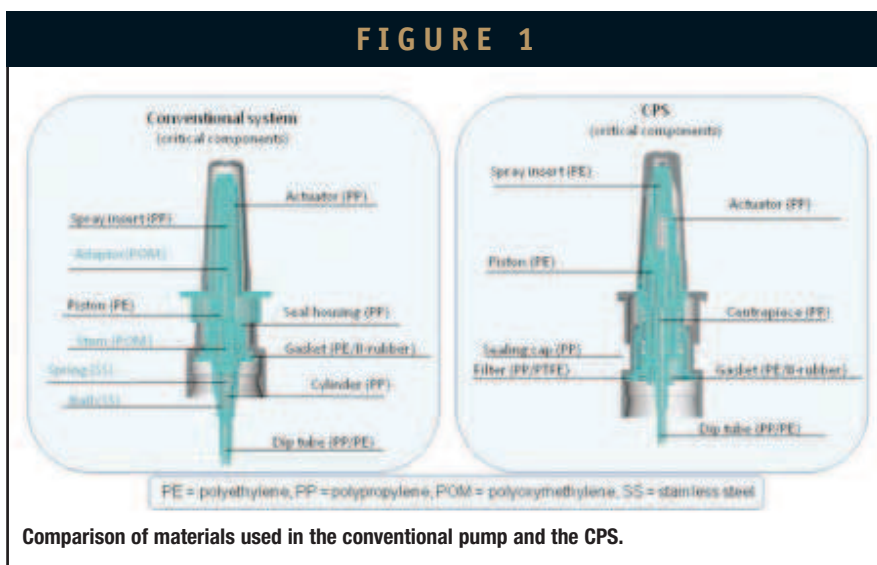 FIGURE 1
Conventional system
(critical components)
Actuator (PP)
Spray insert (PP)
Adaptor (POM)
Piston (PE)
Seal housing (PP)
Stem (POM)
Gasket (PE/B-rubber)
Spring (SS)
Cylinder (PP)
Ball (SS)
Dip tube (PP/PE)
CPS
(critical components)
Spray insert (PE)
Actuator (PP)
Piston (PE)
Centrapiece (PP)
Sealing cap (PP)
Filter (PP/PTFE)
Gasket (PE/B-rubber)
Dip tube (PP/PE)
PE = polyethylene, PP = polypropylene, POM = polyoxymethylene, SS = stainless steel
Comparison of materials used in the conventional pump and the CPS.